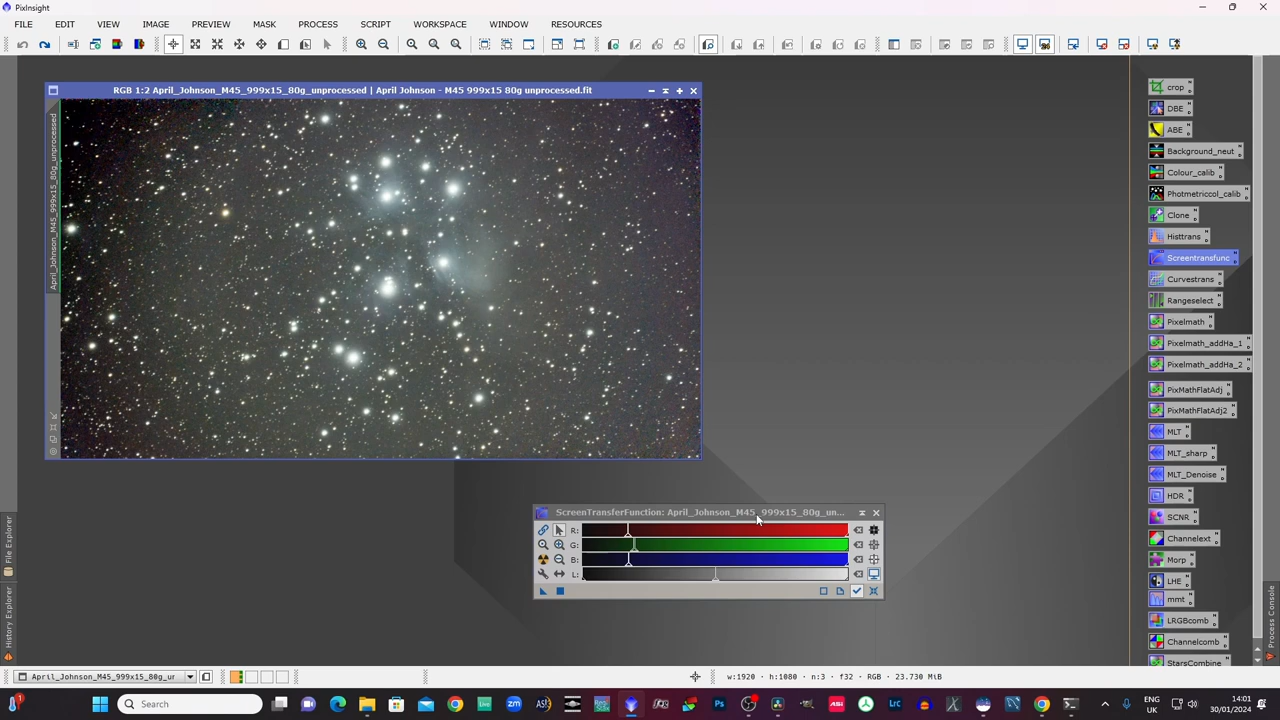 PixInsight
FILE EDIT VIEW IMAGE PREVIEW PROCESS MASK SCRIPT WORKSPACE WINDOW RESOURCES
RGB 1:2 April_Johnson_M45_999x15_80g_unprocessed | April Johnson - M45 999x15 80g unprocessed.fit
April_Johnson_M45_999x15_80g_unprocessed
crop
DBE
ABE
Background_neut
Colour_calib
Photmetriccol_calib
Clone
Histtrans
Screentransfunc
Curvestrans
Rangeselect
Pixelmath
Pixelmath_addHa_1
Pixelmath_addHa_2
PixMathFlatAdj
PixMathFlatAdj2
MLT
MLT_sharp
MLT_Denoise
HDR
SCNR
Channelext
Morp
LHE
mmt
LRGBcomb
Channelcomb
StarsCombine
ScreenTransferFunction: April_Johnson_M45_999x15_80g_un...
R:
G:
B:
L:
File Explorer
History Explorer
Process Console
April_Johnson_M45_999x15_80g_ur
w:1920 · h:1080 · n:3 · f32 · RGB · 23.730 MiB
Search
ENG
UK
14:01
30/01/2024